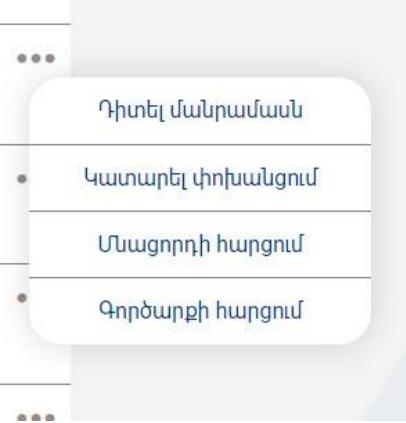 Դիտել մանրամասն
Կատարել փոխանցում
Մնացորդի հարցում
Գործարքի հարցում